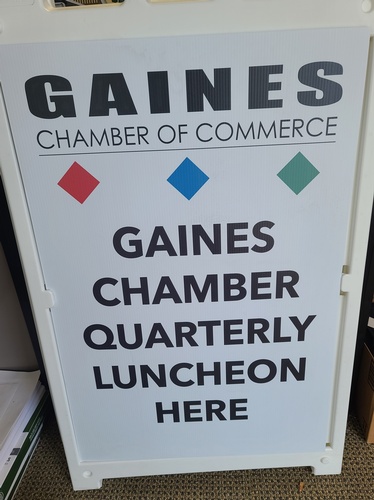 GAINES
CHAMBER OF COMMERCE
GAINES
CHAMBER
QUARTERLY
LUNCHEON
HERE